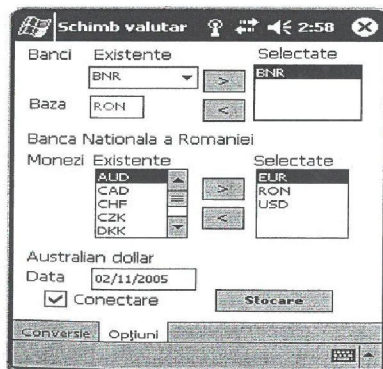 Schimb valutar 2:58
Banci Existente Selectate
BNR > BNR
Baza RON <
Banca Nationala a Romaniei
Monezi Existente Selectate
AUD EUR
CAD > RON
CHF USD
CZK <
DKK
Australian dollar
Data 02/11/2005
Conectare Stocare
Conversie Opţiuni